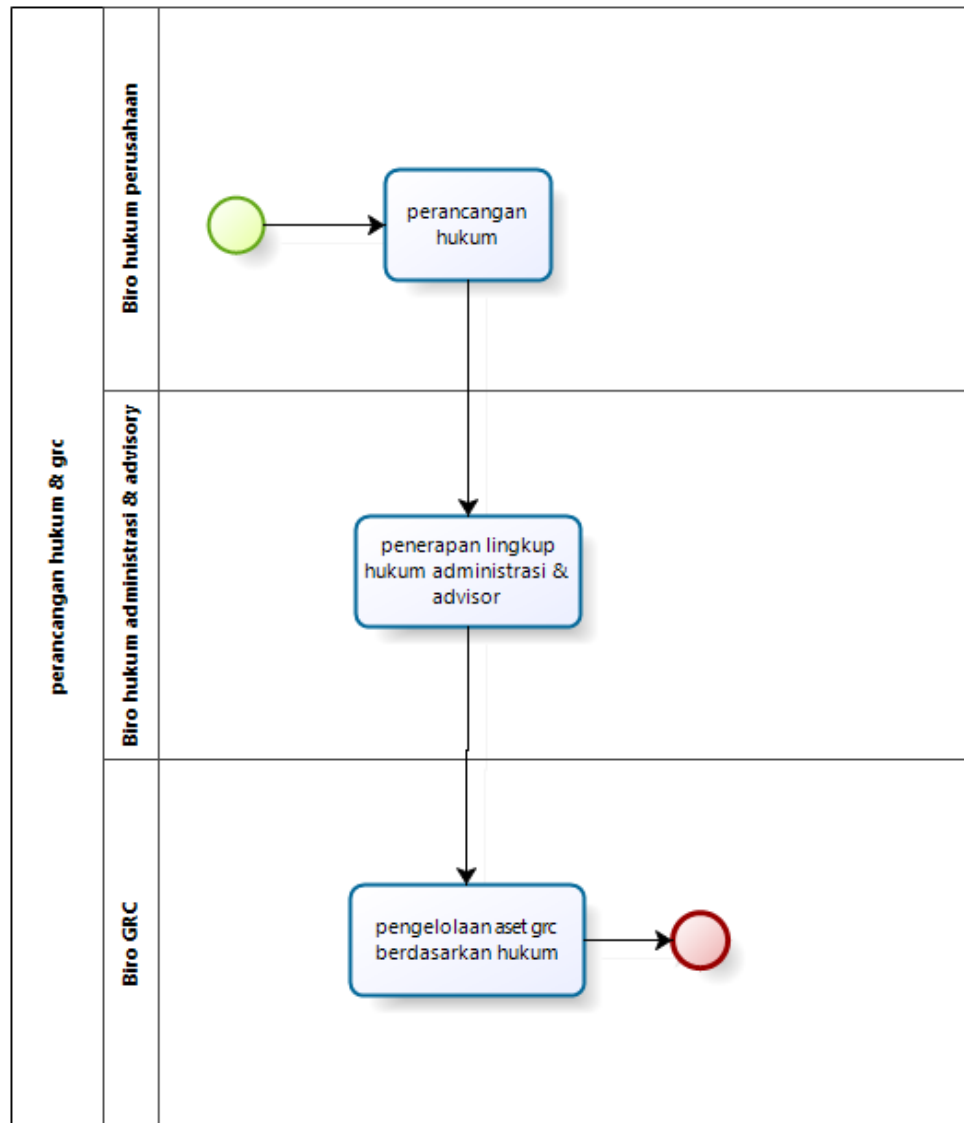 perancangan hukum & grc
Biro hukum perusahaan
perancangan
hukum
Biro hukum administrasi & advisory
penerapan lingkup
hukum administrasi &
advisor
Biro GRC
pengelolaan aset grc
berdasarkan hukum